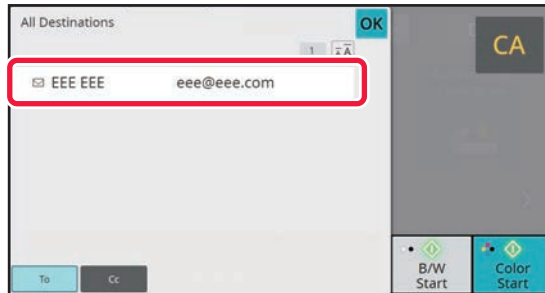 All Destinations
OK
1
CA
EEE EEE eee@eee.com
To
Cc
B/W
Start
Color
Start